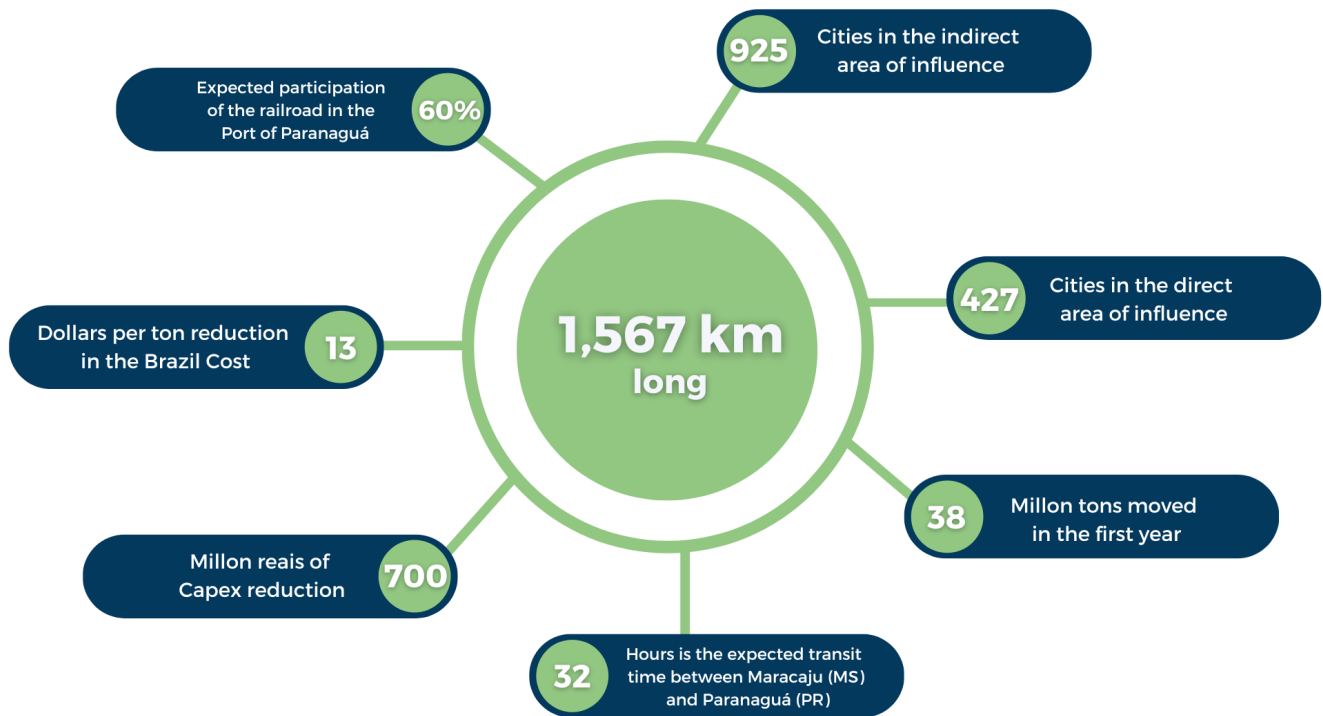 925
Cities in the indirect
area of influence
Expected participation
of the railroad in the
Port of Paranaguá
60%
427
Cities in the direct
area of influence
1,567 km
long
Dollars per ton reduction
in the Brazil Cost
13
38
Millon tons moved
in the first year
Millon reais of
Capex reduction
700
32
Hours is the expected transit
time between Maracaju (MS)
and Paranaguá (PR)